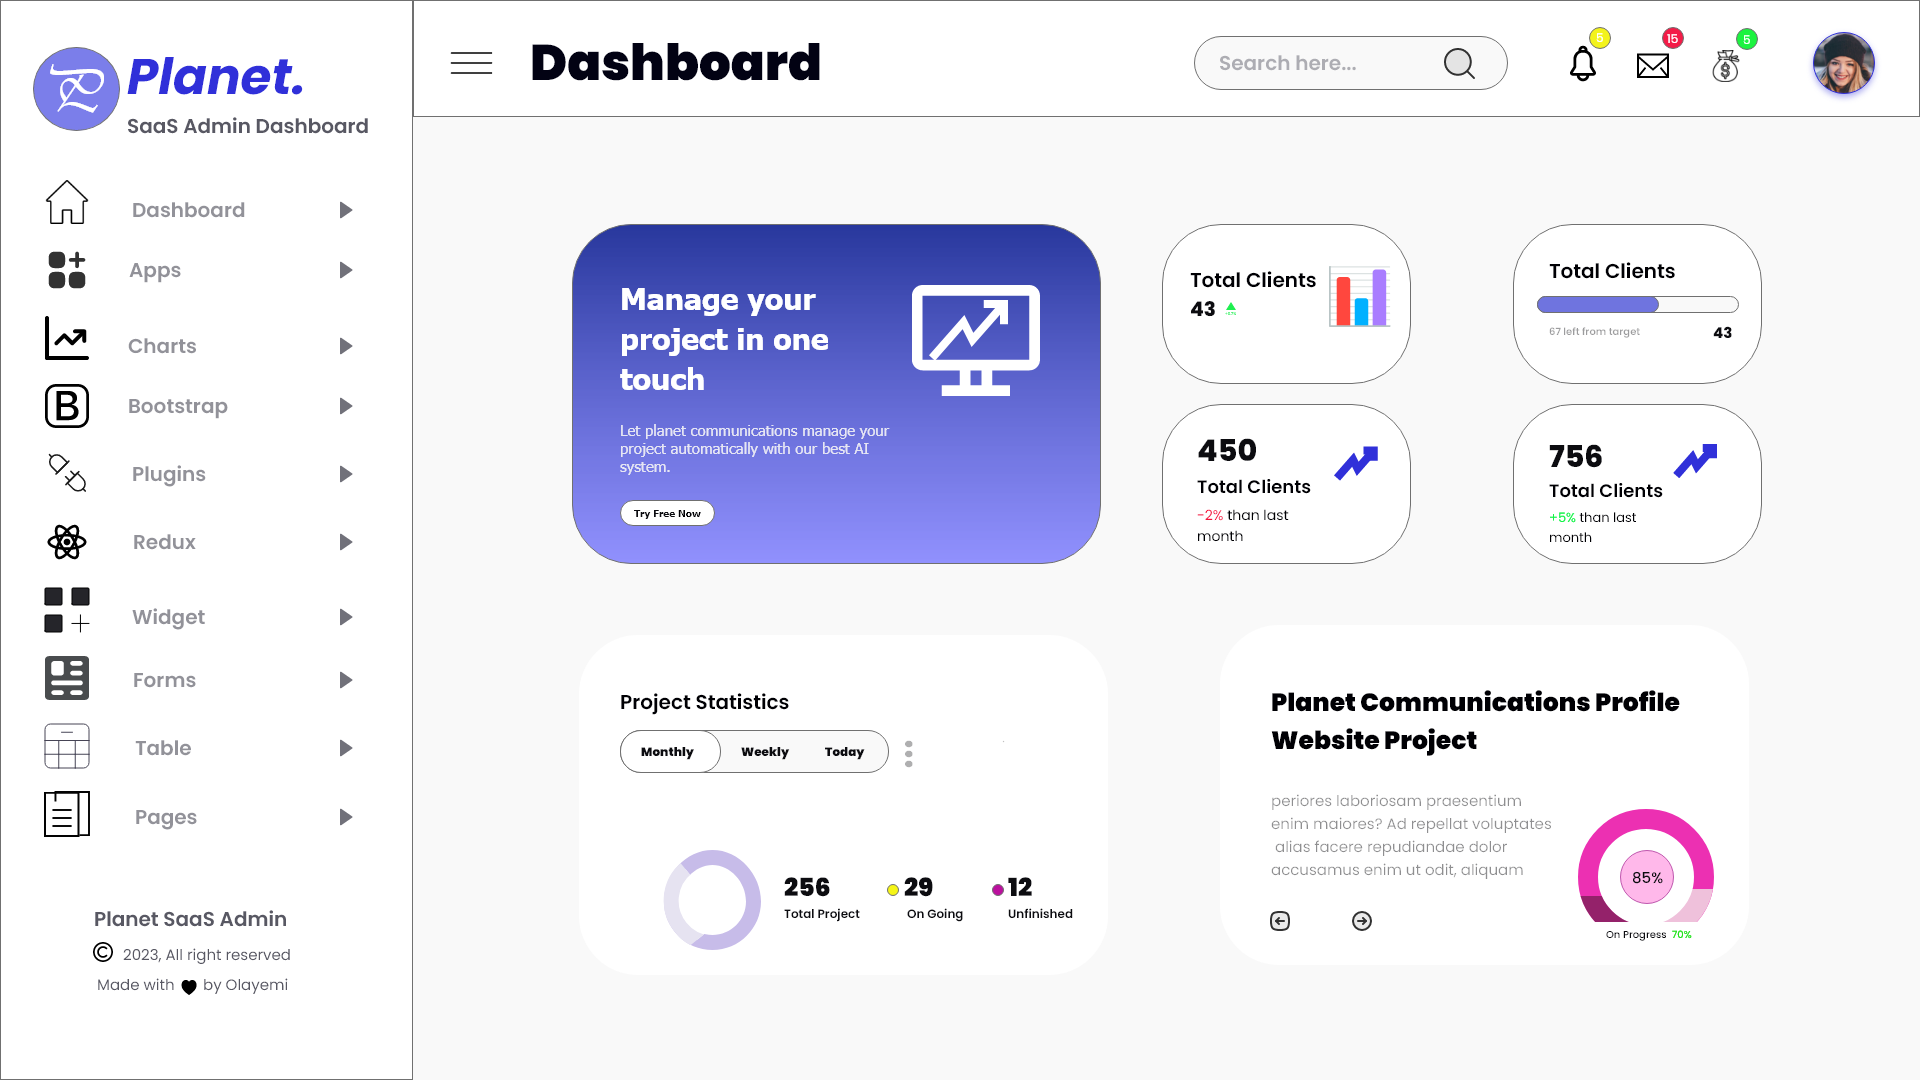 Planet.
SaaS Admin Dashboard
Dashboard
Apps
Charts
B
Bootstrap
Plugins
Redux
Widget
Forms
Table
Pages
Planet SaaS Admin
© 2023, All right reserved
Made with by Olayemi
Dashboard
Search here...
5
15
5
$
Manage your
project in one
touch
Let planet communications manage your
project automatically with our best AI
system.
Try Free Now
Total Clients
43
Total Clients
67 left from target
43
450
Total Clients
-2% than last
month
756
Total Clients
+5% than last
month
Project Statistics
Monthly
Weekly
Today
256
Total Project
29
On Going
12
Unfinished
Planet Communications Profile
Website Project
periores laboriosam praesentium
enim maiores? Ad repellat voluptates
alias facere repudiandae dolor
accusamus enim ut odit, aliquam
85%
On Progress 70%